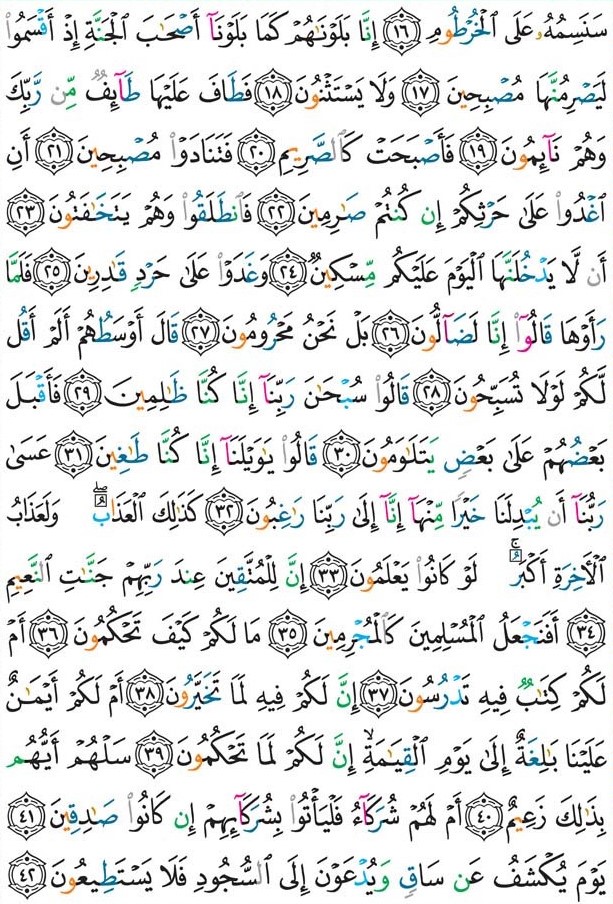 سَنَسِمُهُۥ عَلَى ٱلْخُرْطُومِ ١٦ إِنَّا بَلَوْنَـٰهُمْ كَمَا بَلَوْنَآ أَصْحَـٰبَ ٱلْجَنَّةِ إِذْ أَقْسَمُوا۟
لَيَصْرِمُنَّهَا مُصْبِحِينَ ١٧ وَلَا يَسْتَثْنُونَ ١٨ فَطَافَ عَلَيْهَا طَآئِفٌ مِّن رَّبِّكَ
وَهُمْ نَآئِمُونَ ١٩ فَأَصْبَحَتْ كَٱلصَّرِيمِ ٢٠ فَتَنَادَوْا۟ مُصْبِحِينَ ٢١ أَنِ
ٱغْدُوا۟ عَلَىٰ حَرْثِكُمْ إِن كُنتُمْ صَـٰرِمِينَ ٢٢ فَٱنطَلَقُوا۟ وَهُمْ يَتَخَـٰفَتُونَ ٢٣
أَن لَّا يَدْخُلَنَّهَا ٱلْيَوْمَ عَلَيْكُم مِّسْكِينٌ ٢٤ وَغَدَوْا۟ عَلَىٰ حَرْدٍ قَـٰدِرِينَ ٢٥ فَلَمَّا
رَأَوْهَا قَالُوٓا۟ إِنَّا لَضَآلُّونَ ٢٦ بَلْ نَحْنُ مَحْرُومُونَ ٢٧ قَالَ أَوْسَطُهُمْ أَلَمْ أَقُل
لَّكُمْ لَوْلَا تُسَبِّحُونَ ٢٨ قَالُوا۟ سُبْحَـٰنَ رَبِّنَآ إِنَّا كُنَّا ظَـٰلِمِينَ ٢٩ فَأَقْبَلَ
بَعْضُهُمْ عَلَىٰ بَعْضٍ يَتَلَـٰوَمُونَ ٣٠ قَالُوا۟ يَـٰوَيْلَنَآ إِنَّا كُنَّا طَـٰغِينَ ٣١ عَسَىٰ
رَبُّنَآ أَن يُبْدِلَنَا خَيْرًا مِّنْهَآ إِنَّآ إِلَىٰ رَبِّنَا رَٰغِبُونَ ٣٢ كَذَٰلِكَ ٱلْعَذَابُ ۖ وَلَعَذَابُ
ٱلْـَٔاخِرَةِ أَكْبَرُ ۚ لَوْ كَانُوا۟ يَعْلَمُونَ ٣٣ إِنَّ لِلْمُتَّقِينَ عِندَ رَبِّهِمْ جَنَّـٰتِ ٱلنَّعِيمِ
٣٤ أَفَنَجْعَلُ ٱلْمُسْلِمِينَ كَٱلْمُجْرِمِينَ ٣٥ مَا لَكُمْ كَيْفَ تَحْكُمُونَ ٣٦ أَمْ
لَكُمْ كِتَـٰبٌ فِيهِ تَدْرُسُونَ ٣٧ إِنَّ لَكُمْ فِيهِ لَمَا تَخَيَّرُونَ ٣٨ أَمْ لَكُمْ أَيْمَـٰنٌ
عَلَيْنَا بَـٰلِغَةٌ إِلَىٰ يَوْمِ ٱلْقِيَـٰمَةِ ۙ إِنَّ لَكُمْ لَمَا تَحْكُمُونَ ٣٩ سَلْهُمْ أَيُّهُم
بِذَٰلِكَ زَعِيمٌ ٤٠ أَمْ لَهُمْ شُرَكَآءُ فَلْيَأْتُوا۟ بِشُرَكَآئِهِمْ إِن كَانُوا۟ صَـٰدِقِينَ ٤١
يَوْمَ يُكْشَفُ عَن سَاقٍ وَيُدْعَوْنَ إِلَى ٱلسُّجُودِ فَلَا يَسْتَطِيعُونَ ٤٢